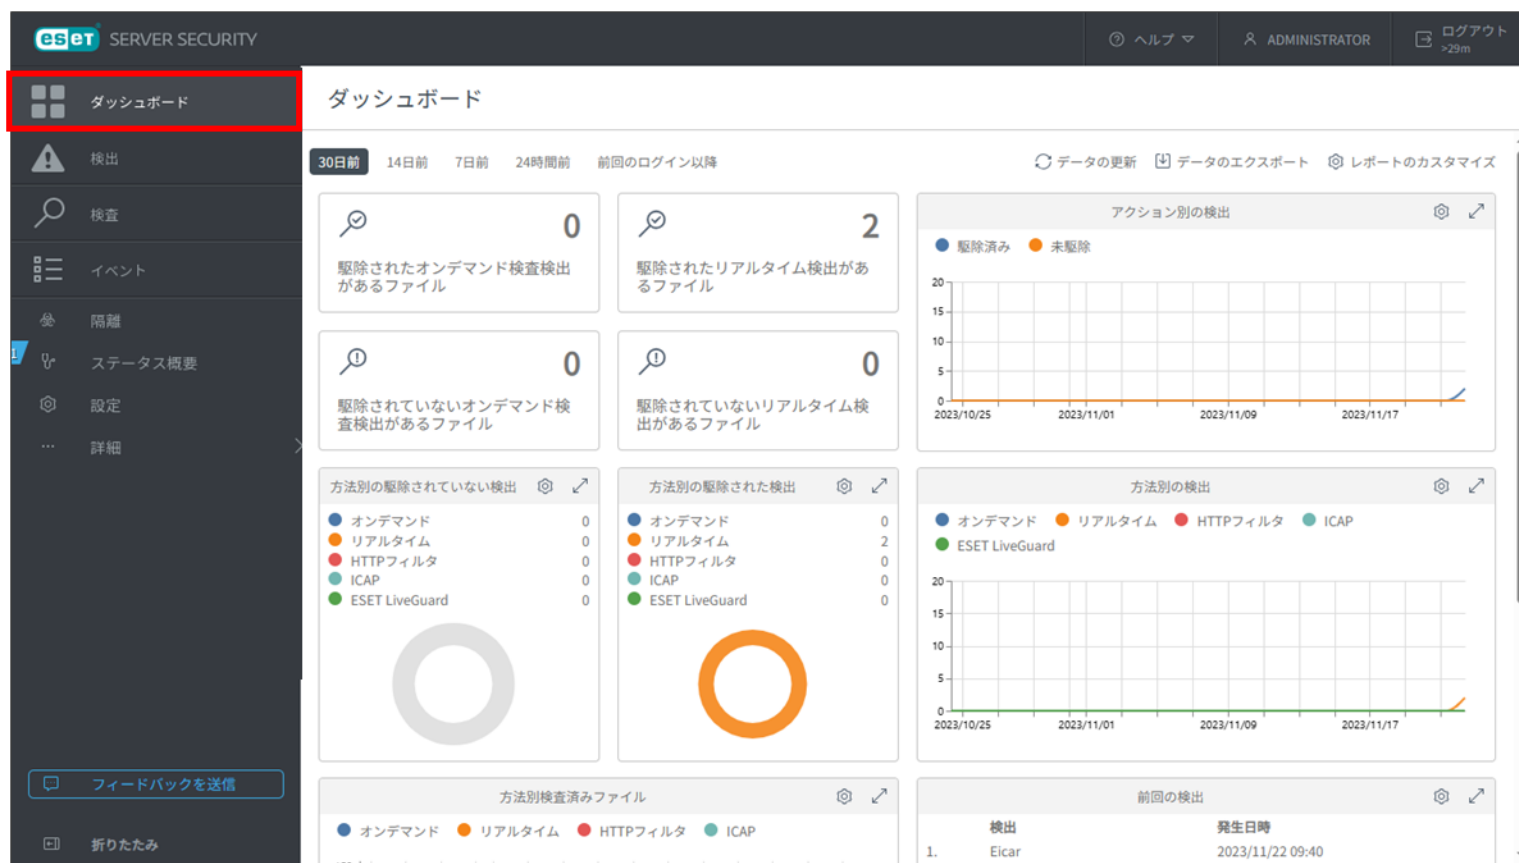 eset SERVER SECURITY
ヘルプ
ADMINISTRATOR
ログアウト
>29m
ダッシュボード
検出
検査
イベント
隔離
1
ステータス概要
設定
詳細
フィードバックを送信
折りたたみ
ダッシュボード
30日前 14日前 7日前 24時間前 前回のログイン以降
データの更新 データのエクスポート レポートのカスタマイズ
0
駆除されたオンデマンド検査検出
があるファイル
2
駆除されたリアルタイム検出があ
るファイル
0
駆除されていないオンデマンド検
査検出があるファイル
0
駆除されていないリアルタイム検
出があるファイル
アクション別の検出
駆除済み 未駆除
20
15
10
5
0
2023/10/25 2023/11/01 2023/11/09 2023/11/17
方法別の駆除されていない検出
オンデマンド 0
リアルタイム 0
HTTPフィルタ 0
ICAP 0
ESET LiveGuard 0
方法別の駆除された検出
オンデマンド 0
リアルタイム 2
HTTPフィルタ 0
ICAP 0
ESET LiveGuard 0
方法別の検出
オンデマンド リアルタイム HTTPフィルタ ICAP
ESET LiveGuard
20
15
10
5
0
2023/10/25 2023/11/01 2023/11/09 2023/11/17
方法別検査済みファイル
オンデマンド リアルタイム HTTPフィルタ ICAP
前回の検出
検出 発生日時
1. Eicar 2023/11/22 09:40